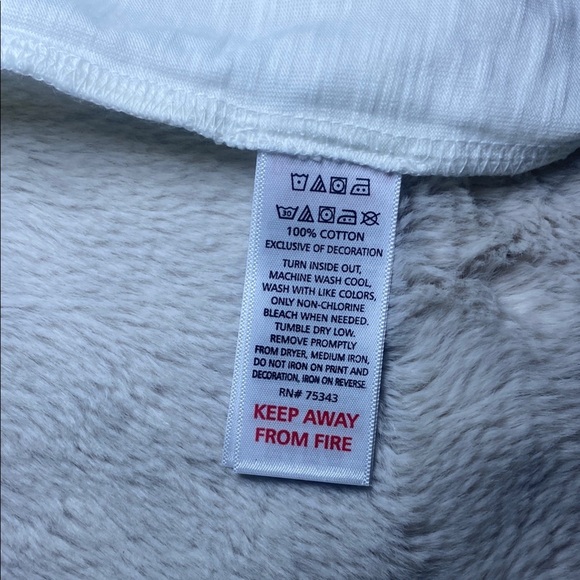 30
100% COTTON
EXCLUSIVE OF DECORATION
TURN INSIDE OUT,
MACHINE WASH COOL,
WASH WITH LIKE COLORS,
ONLY NON-CHLORINE
BLEACH WHEN NEEDED.
TUMBLE DRY LOW.
REMOVE PROMPTLY
FROM DRYER, MEDIUM IRON,
DO NOT IRON ON PRINT AND
DECORATION, IRON ON REVERSE.
RN# 75343
KEEP AWAY
FROM FIRE